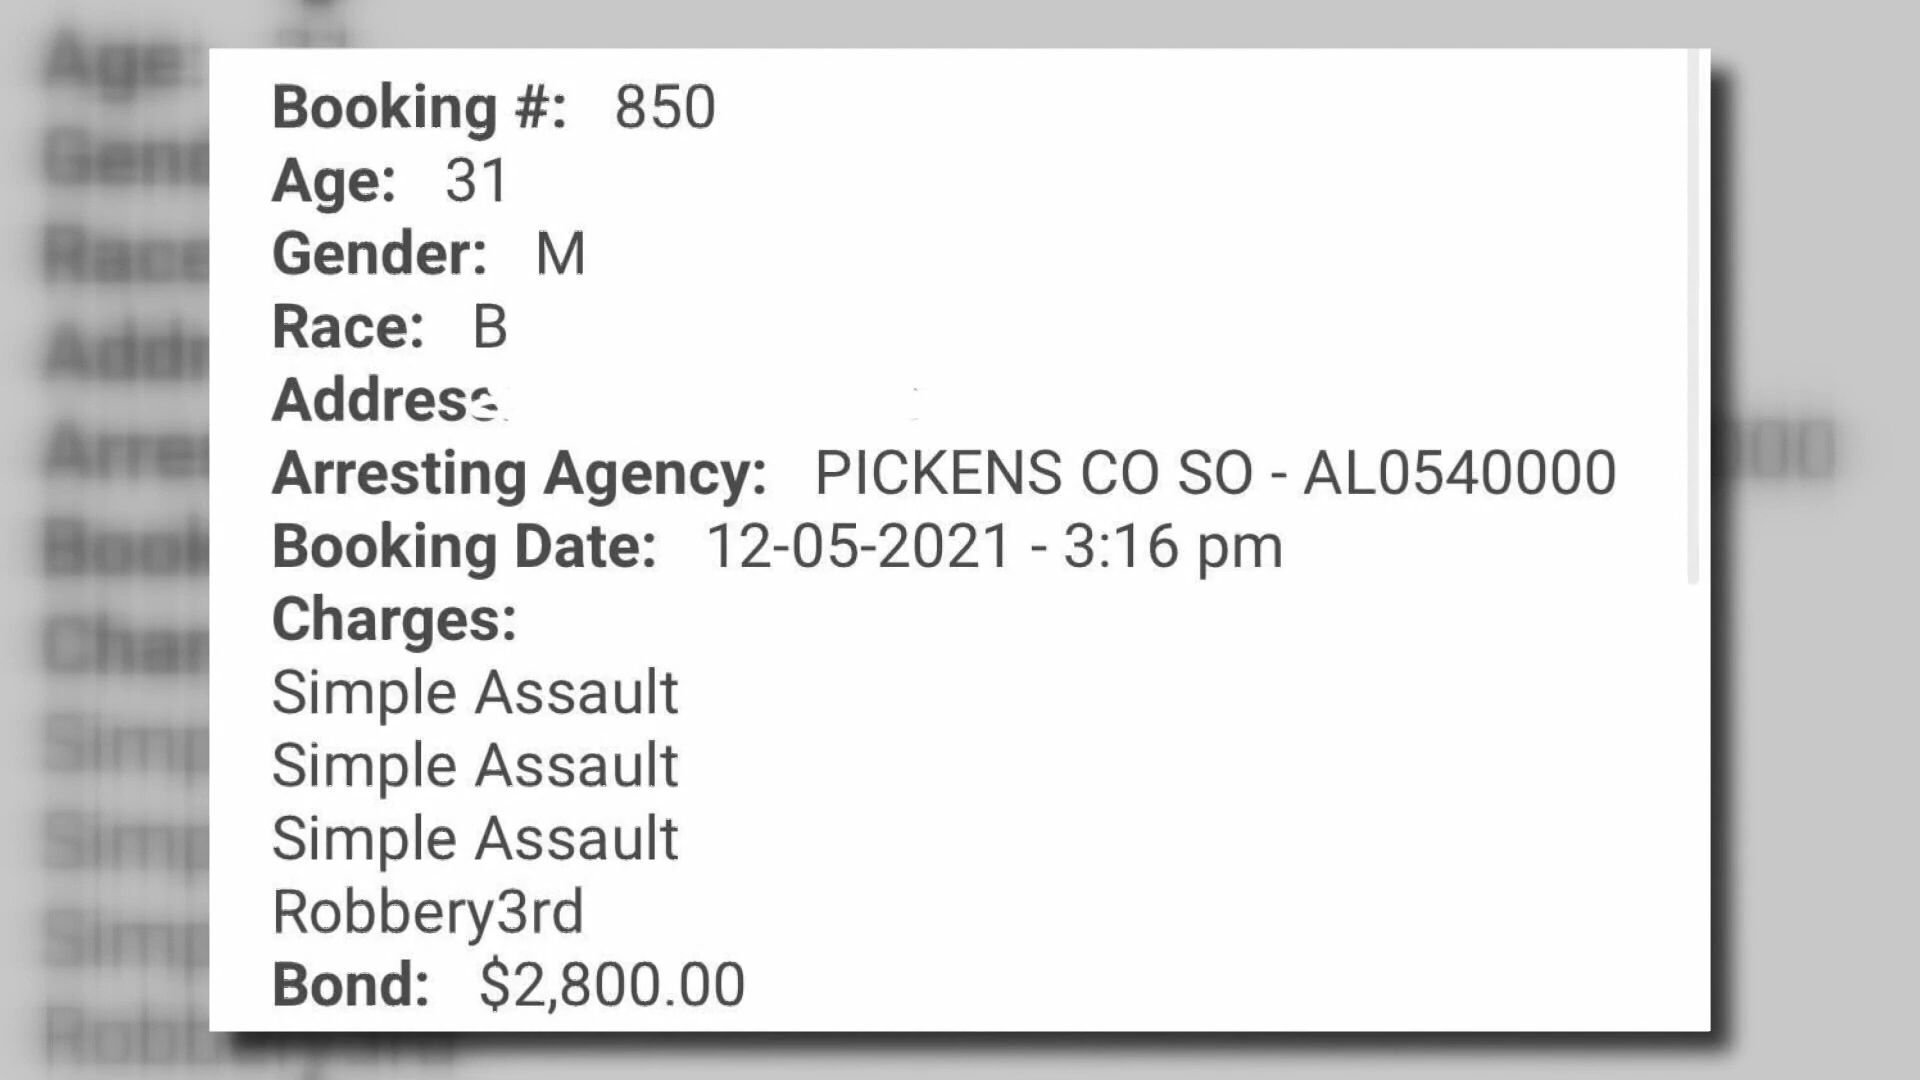 Booking #: 850
Age: 31
Gender: M
Race: B
Address
Arresting Agency: PICKENS CO SO - AL0540000
Booking Date: 12-05-2021 - 3:16 pm
Charges:
Simple Assault
Simple Assault
Simple Assault
Robbery3rd
Bond: $2,800.00